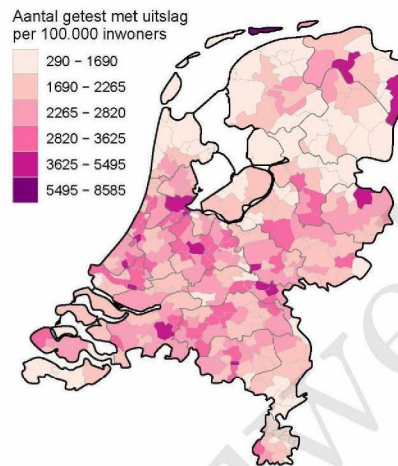 Aantal getest met uitslag
per 100.000 inwoners
290 – 1690
1690 – 2265
2265 – 2820
2820 – 3625
3625 – 5495
5495 – 8585